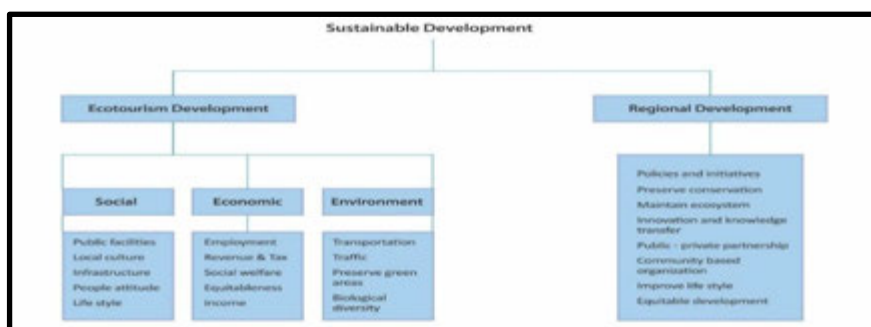 Sustainable Development
Ecotourism Development
Regional Development
Social
Economic
Environment
Public facilities
Local culture
Infrastructure
People attitude
Life style
Employment
Revenue & Tax
Social welfare
Equitableness
Income
Transportation
Traffic
Preserve green
areas
Biological
diversity
Policies and initiatives
Preserve conservation
Maintain ecosystem
Innovation and knowledge
transfer
Public - private partnership
Community based
organization
Improve life style
Equitable development